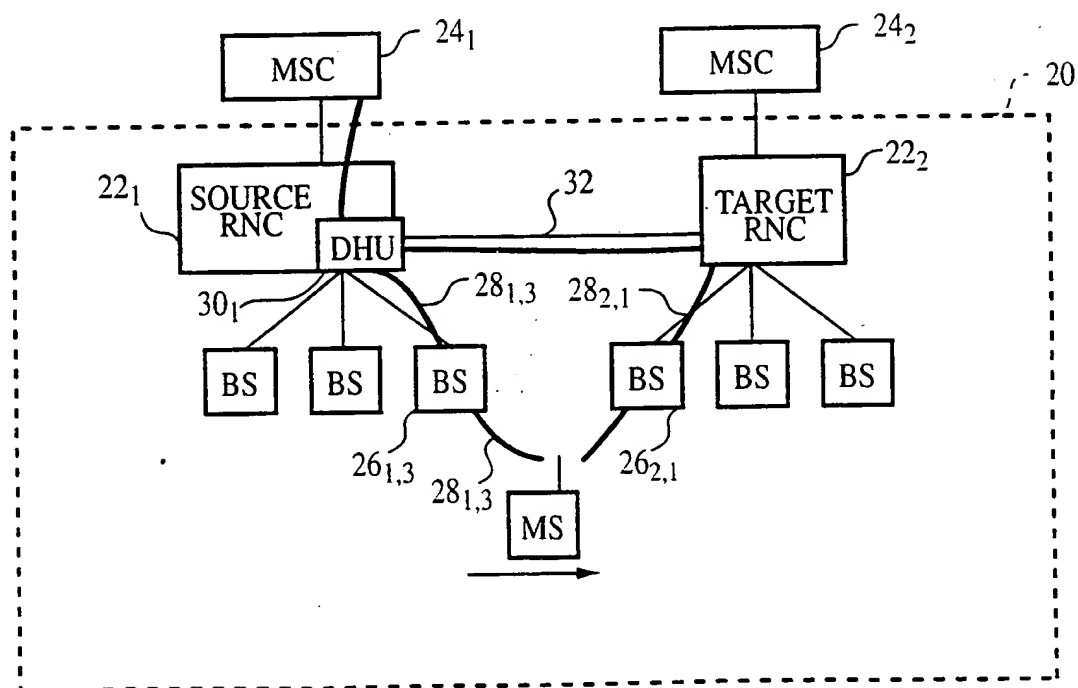 24₁
24₂
MSC
MSC
20
22₁
SOURCE
RNC
22₂
TARGET
RNC
32
DHU
30₁
28₁,₃
28₂,₁
BS
BS
BS
BS
BS
BS
26₁,₃
28₁,₃
26₂,₁
MS